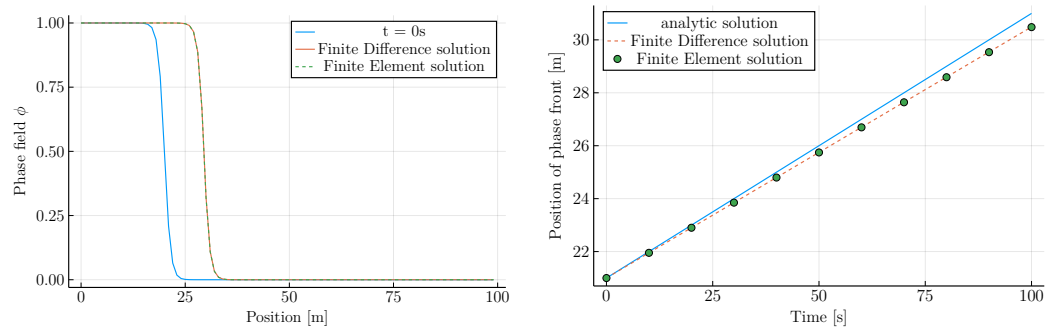 1.00
0.75
0.50
0.25
0.00
Phase field ϕ
0
25
50
75
100
Position [m]
t = 0s
Finite Difference solution
Finite Element solution
30
28
26
24
22
Position of phase front [m]
0
25
50
75
100
Time [s]
analytic solution
Finite Difference solution
Finite Element solution